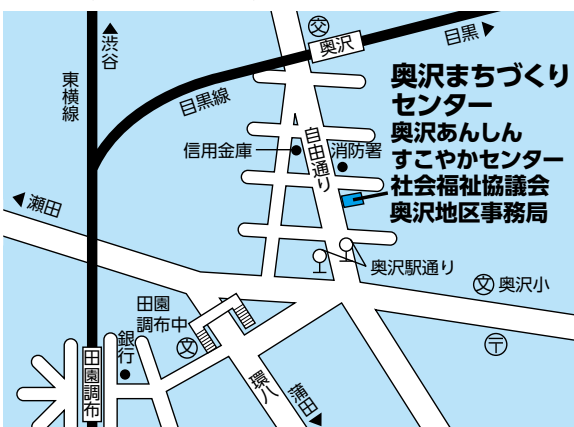 渋谷
東横線
交
奥沢
目黒
目黒線
奥沢まちづくり
センター
奥沢あんしん
すこやかセンター
社会福祉協議会
奥沢地区事務局
自由通り
信用金庫
消防署
瀬田
奥沢駅通り
文 奥沢小
田園
調布中
文
銀行
〒
田園調布
環八
蒲田